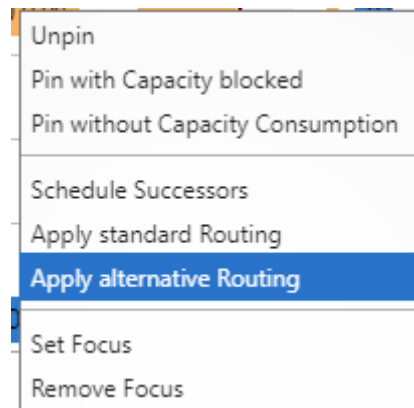 Unpin
Pin with Capacity blocked
Pin without Capacity Consumption
Schedule Successors
Apply standard Routing
Apply alternative Routing
Set Focus
Remove Focus